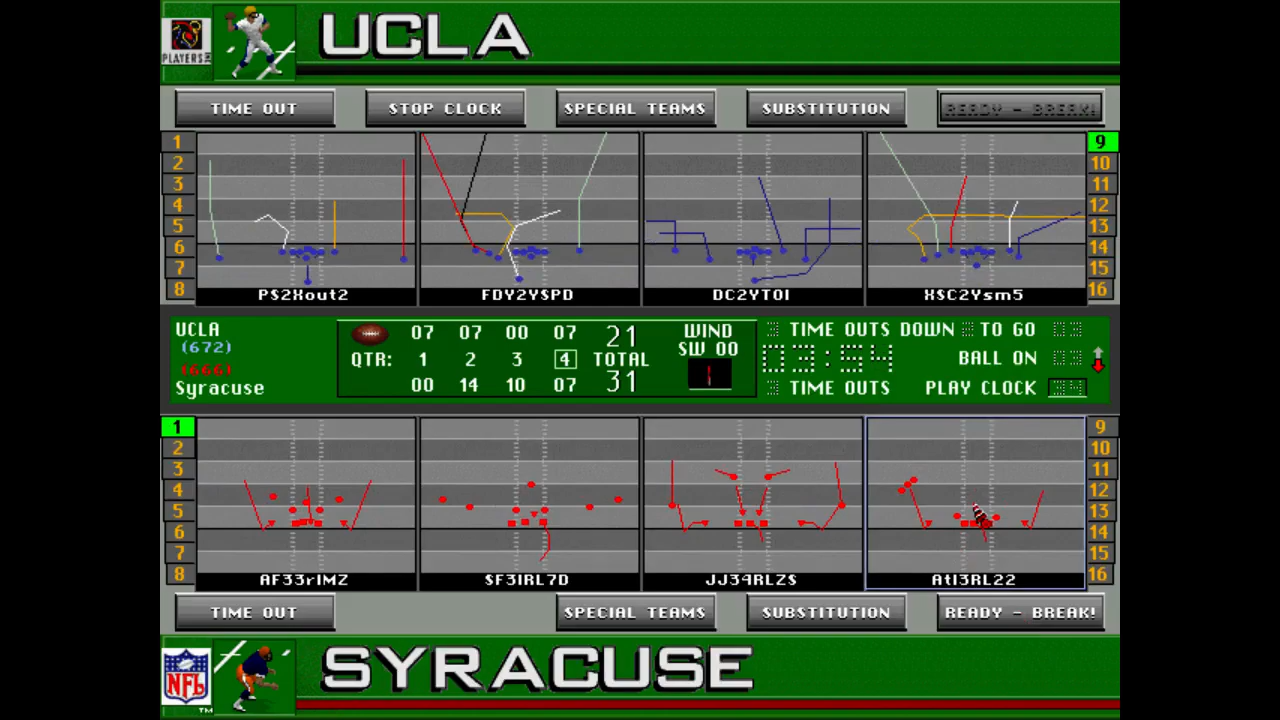 UCLA
PLAYERS
TIME OUT STOP CLOCK SPECIAL TEAMS SUBSTITUTION READY - BREAK!
1 9
2 10
3 11
4 12
5 13
6 14
7 15
8 16
PS2Xout2 FDY2YSPD DC2YTOI XSC2Ysm5
UCLA 07 07 00 07 21 WIND TIME OUTS DOWN TO GO
(672) SW 00
QTR: 1 2 3 4 TOTAL 03:54 BALL ON
(666)
Syracuse 00 14 10 07 31 TIME OUTS PLAY CLOCK
1 9
2 10
3 11
4 12
5 13
6 14
7 15
8 16
AF33rlMZ SF3IRL7D JJ34RLZS
TIME OUT SPECIAL TEAMS SUBSTITUTION READY - BREAK!
NFL
TM
SYRACUSE